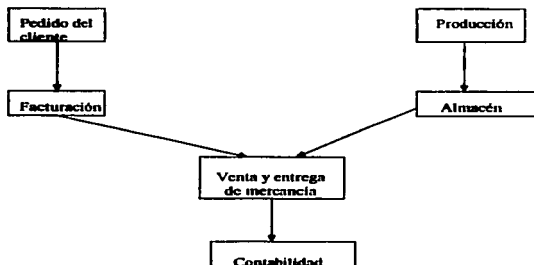 Pedido del
cliente
Producción
Facturación
Almacén
Venta y entrega
de mercancía
Contabilidad